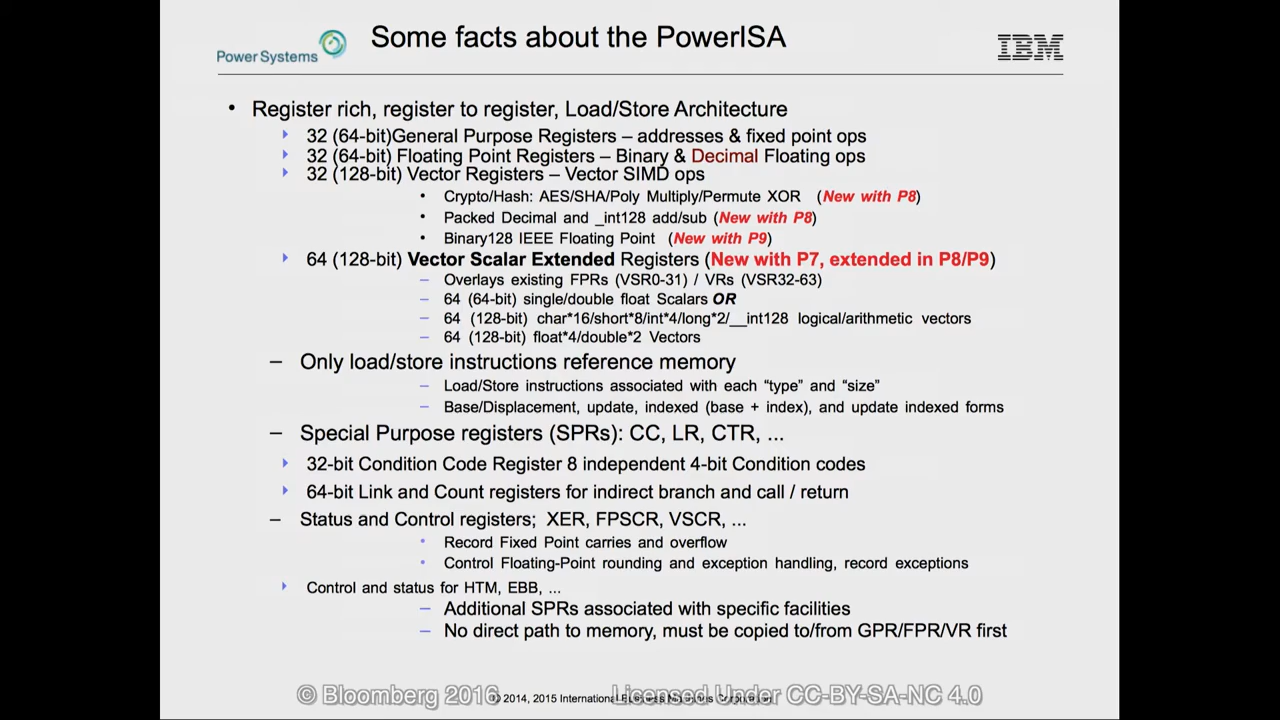 Some facts about the PowerISA
Power Systems
IBM
• Register rich, register to register, Load/Store Architecture
32 (64-bit)General Purpose Registers – addresses & fixed point ops
32 (64-bit) Floating Point Registers – Binary & Decimal Floating ops
32 (128-bit) Vector Registers – Vector SIMD ops
• Crypto/Hash: AES/SHA/Poly Multiply/Permute XOR (New with P8)
• Packed Decimal and _int128 add/sub (New with P8)
• Binary128 IEEE Floating Point (New with P9)
64 (128-bit) Vector Scalar Extended Registers (New with P7, extended in P8/P9)
– Overlays existing FPRs (VSR0-31) / VRs (VSR32-63)
– 64 (64-bit) single/double float Scalars OR
– 64 (128-bit) char*16/short*8/int*4/long*2/__int128 logical/arithmetic vectors
– 64 (128-bit) float*4/double*2 Vectors
– Only load/store instructions reference memory
– Load/Store instructions associated with each “type” and “size”
– Base/Displacement, update, indexed (base + index), and update indexed forms
– Special Purpose registers (SPRs): CC, LR, CTR, ...
32-bit Condition Code Register 8 independent 4-bit Condition codes
64-bit Link and Count registers for indirect branch and call / return
– Status and Control registers; XER, FPSCR, VSCR, ...
• Record Fixed Point carries and overflow
• Control Floating-Point rounding and exception handling, record exceptions
Control and status for HTM, EBB, ...
– Additional SPRs associated with specific facilities
– No direct path to memory, must be copied to/from GPR/FPR/VR first
© Bloomberg 2016
© 2014, 2015 International Business Machines Corporation
Licensed Under CC-BY-SA-NC 4.0